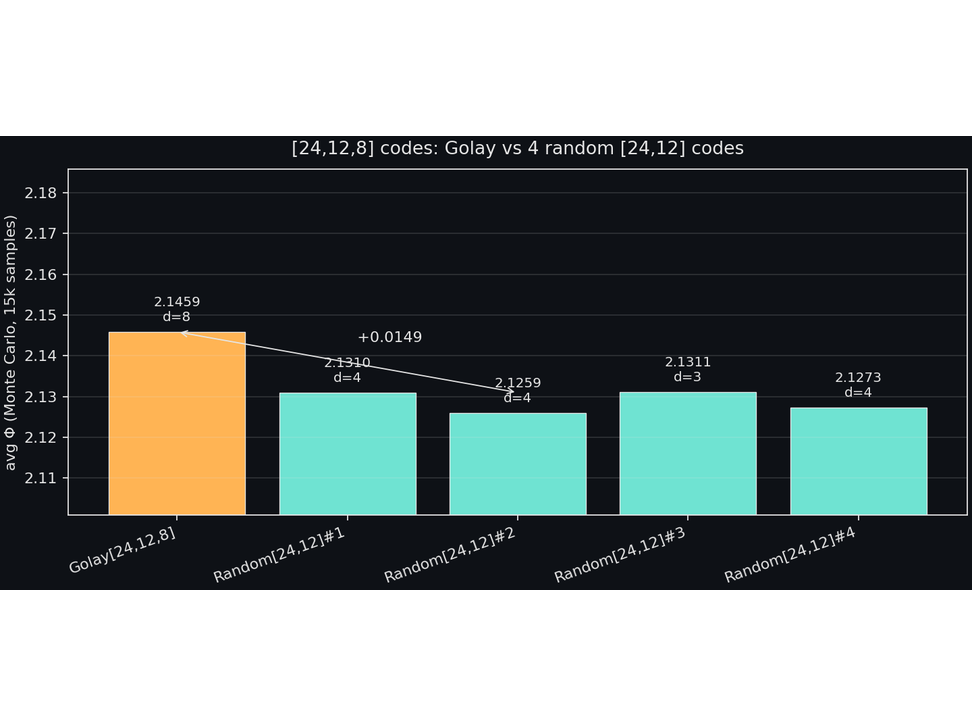 [24,12,8] codes: Golay vs 4 random [24,12] codes
avg Φ (Monte Carlo, 15k samples)
2.18
2.17
2.16
2.15
2.14
2.13
2.12
2.11
2.1459
d=8
+0.0149
2.1310
d=4
2.1259
d=4
2.1311
d=3
2.1273
d=4
Golay[24,12,8]
Random[24,12]#1
Random[24,12]#2
Random[24,12]#3
Random[24,12]#4